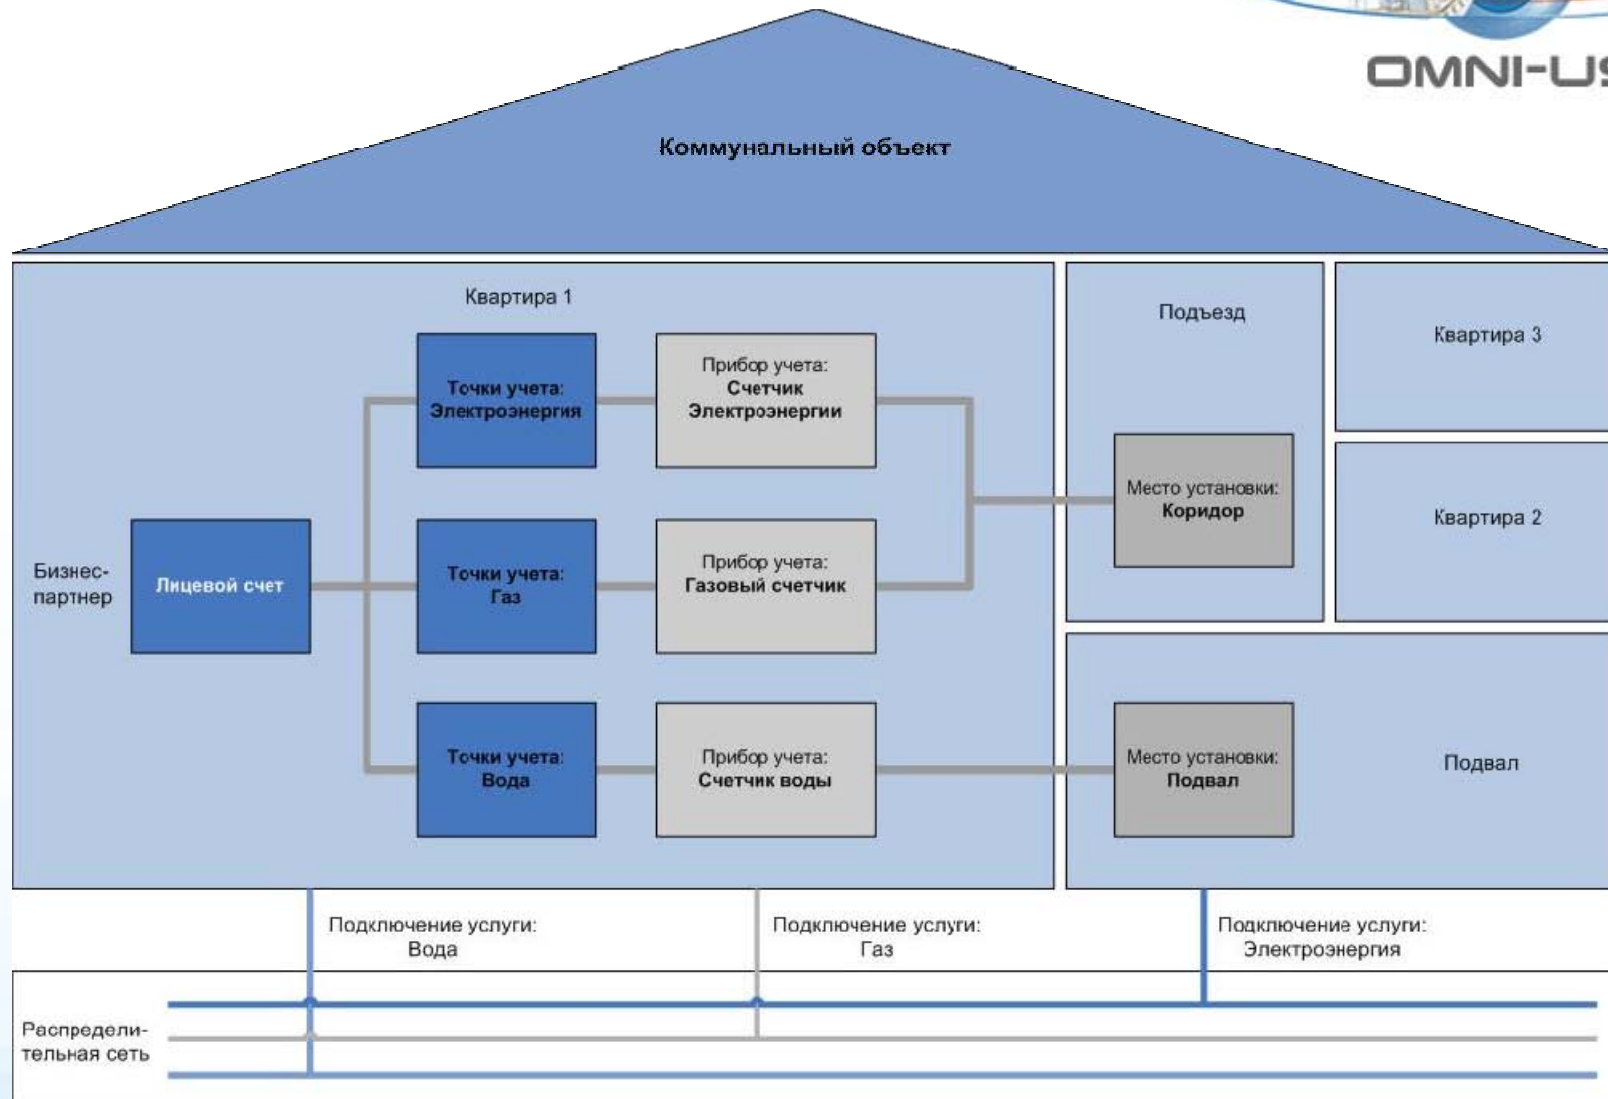 OMNI-US
Коммунальный объект
Квартира 1
Подъезд
Квартира 3
Точки учета:
Электроэнергия
Прибор учета:
Счетчик
Электроэнергии
Место установки:
Коридор
Квартира 2
Бизнес-
партнер
Лицевой счет
Точки учета:
Газ
Прибор учета:
Газовый счетчик
Точки учета:
Вода
Прибор учета:
Счетчик воды
Место установки:
Подвал
Подвал
Подключение услуги:
Вода
Подключение услуги:
Газ
Подключение услуги:
Электроэнергия
Распредели-
тельная сеть